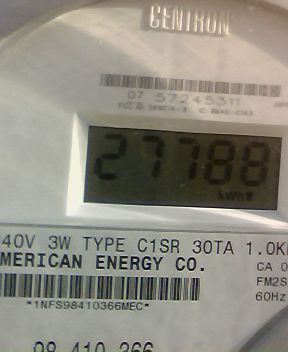 CENTRON
07 57245311
27788
kWh
240V 3W TYPE C1SR 30TA 1.0K
AMERICAN ENERGY CO.
CA 0
FM2S
60Hz
*1NFS98410366MEC*
98 410 366